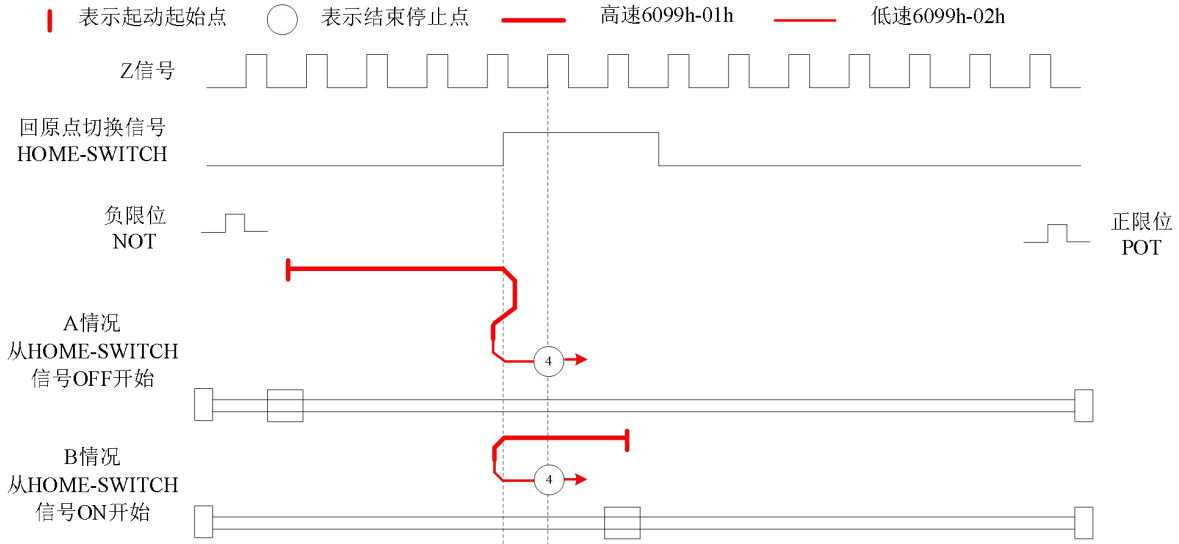 表示起动起始点 表示结束停止点 高速6099h-01h 低速6099h-02h
Z信号
回原点切换信号
HOME-SWITCH
负限位
NOT
正限位
POT
A情况
从HOME-SWITCH
信号OFF开始
4
B情况
从HOME-SWITCH
信号ON开始
4